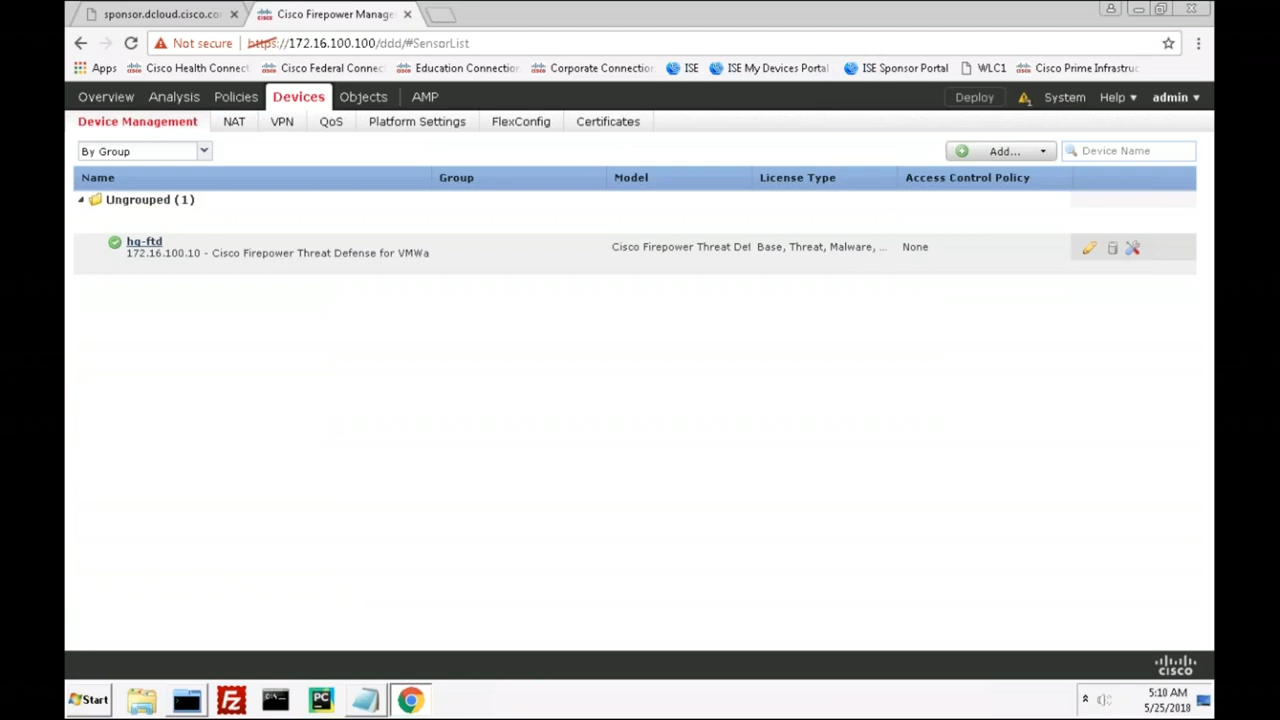 sponsor.dcloud.cisco.co
Cisco Firepower Manage
Not secure | https://172.16.100.100/ddd/#SensorList
Apps Cisco Health Connect Cisco Federal Connec Education Connection Corporate Connection ISE ISE My Devices Portal ISE Sponsor Portal WLC1 Cisco Prime Infrastruc
Overview Analysis Policies Devices Objects AMP Deploy System Help admin
Device Management NAT VPN QoS Platform Settings FlexConfig Certificates
By Group Add... Device Name
Name Group Model License Type Access Control Policy
Ungrouped (1)
hq-ftd
172.16.100.10 - Cisco Firepower Threat Defense for VMWa Cisco Firepower Threat Def Base, Threat, Malware, ... None
CISCO
Start PC 5:10 AM
5/25/2018